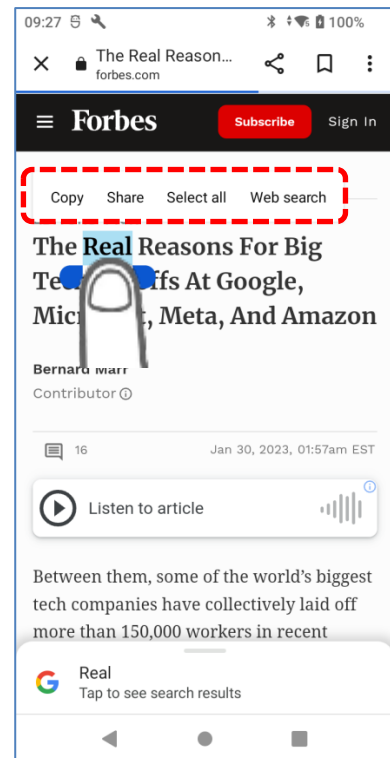 09:27 100%
The Real Reason...
forbes.com
Forbes Subscribe Sign In
Copy Share Select all Web search
The Real Reasons For Big
ffs At Google,
Meta, And Amazon
Bernard Marr
Contributor
16 Jan 30, 2023, 01:57am EST
Listen to article
Between them, some of the world’s biggest
tech companies have collectively laid off
more than 150,000 workers in recent
Real
Tap to see search results